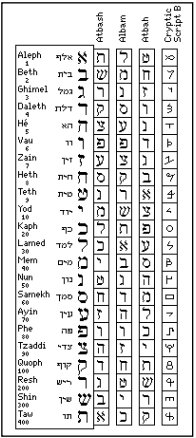 Atbash Albam Atbah Cryptic Script B
Aleph אלף א ת ל ט
1
Beth בית ב ש מ ח
2
Ghimel גמל ג ר נ ז
3
Daleth דלת ד ק ס ו
4
Hé הא ה צ ע נ
5
Vau וו ו פ פ ד
6
Zain זין ז ע צ ג
7
Heth חית ח ס ק ב
8
Teth טית ט נ ר א
9
Yod יוד י מ ש צ
10
Kaph כף כ ל ת פ
20
Lamed למד ל כ א ע
30
Mem מים מ י ב ס
40
Nun נון נ ט ג ה
50
Samekh סמך ס ח ד מ
60
Ayin עין ע ז ה ל
70
Phe פה פ ו ו כ
80
Tzaddi צדי צ ה ז י
90
Quoph קוף ק ד ח ת
100
Resh ריש ר ג ט ש
200
Shin שין ש ב י ר
300
Taw תו ת א כ ק
400